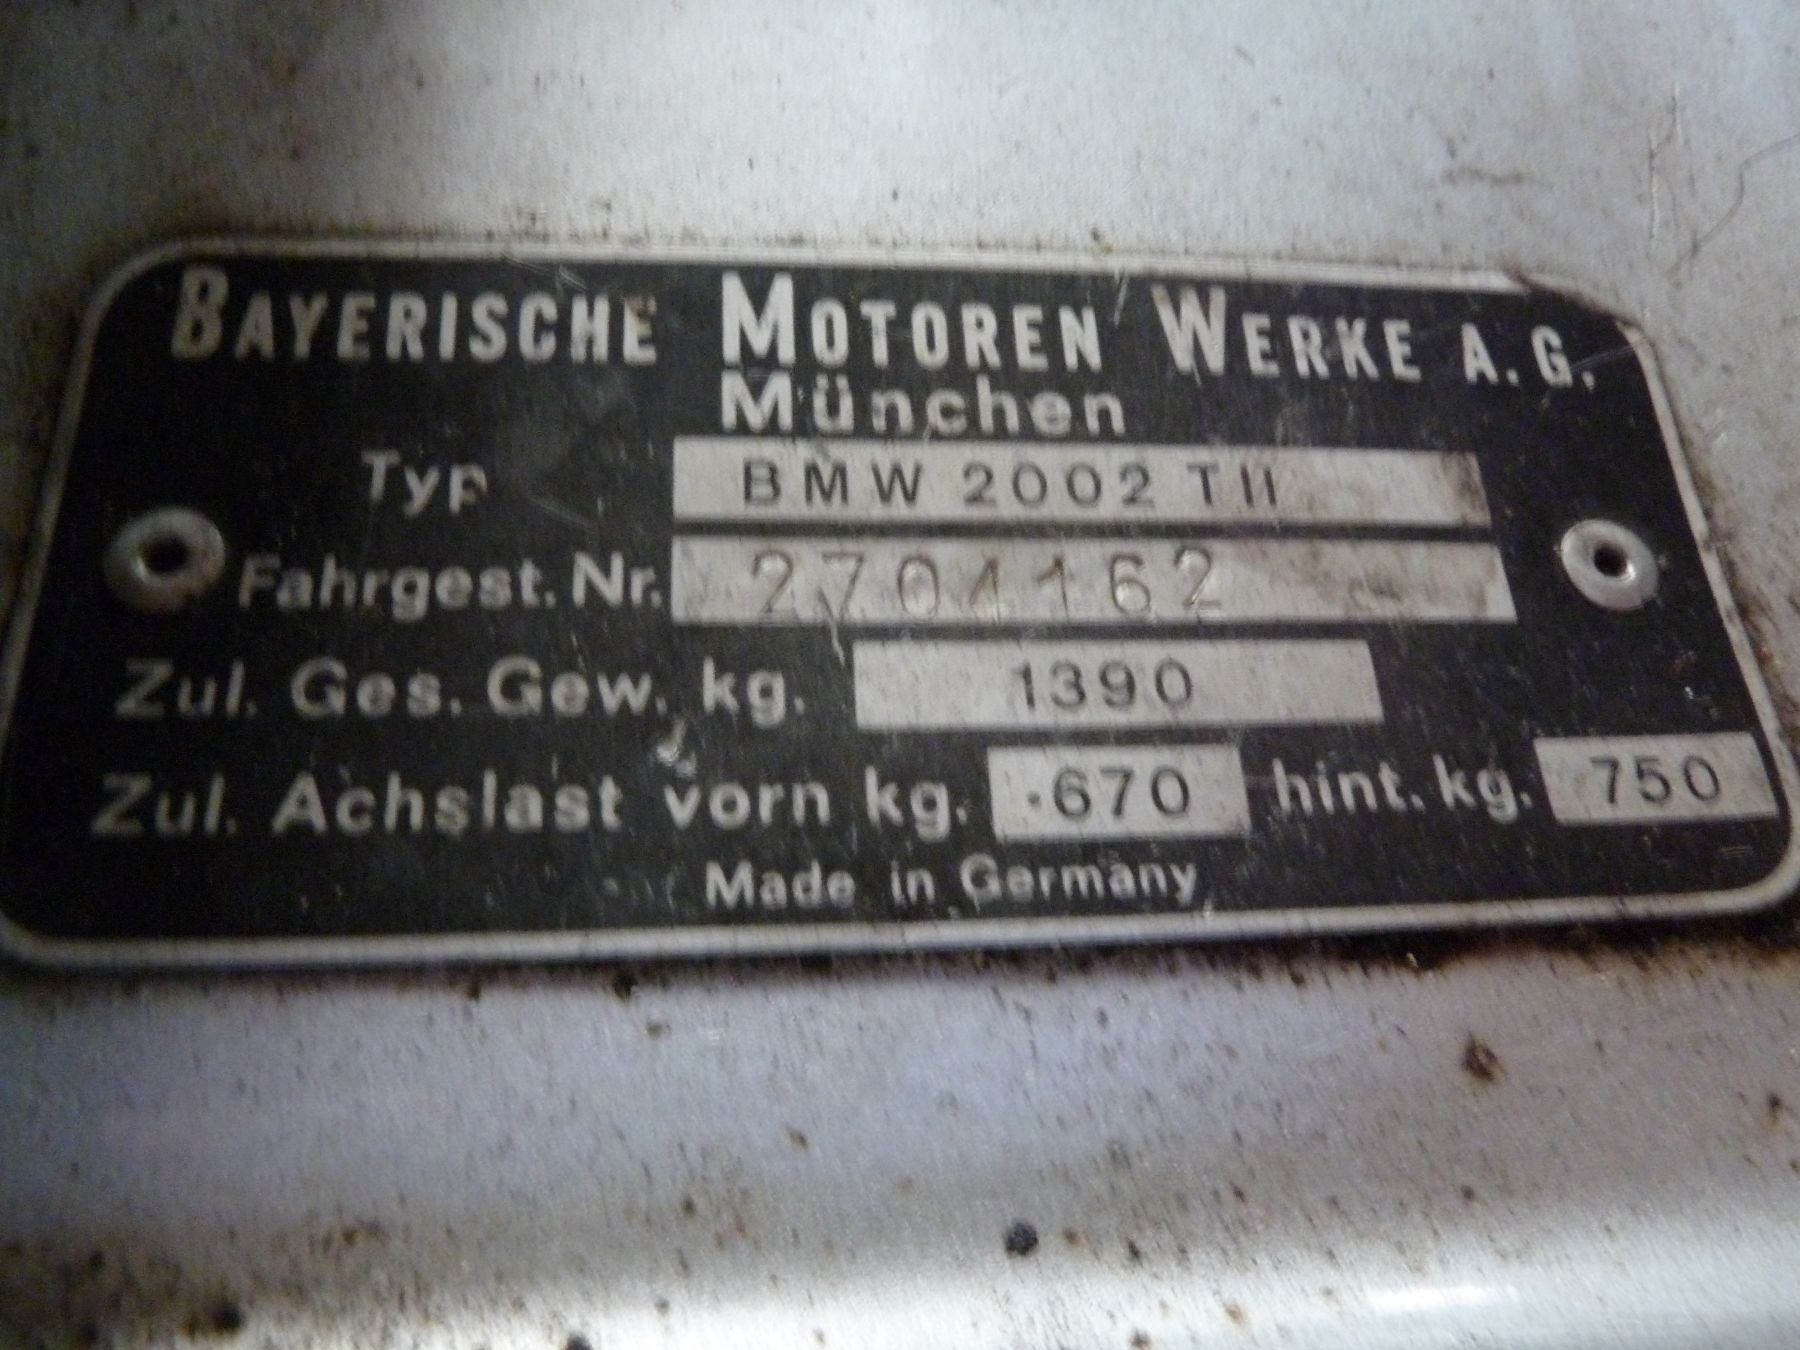 BAYERISCHE MOTOREN WERKE A.G.
München
Typ BMW 2002 TII
Fahrgest. Nr. 2704162
Zul. Ges. Gew. kg. 1390
Zul. Achslast vorn kg. 670 hint. kg. 750
Made in Germany